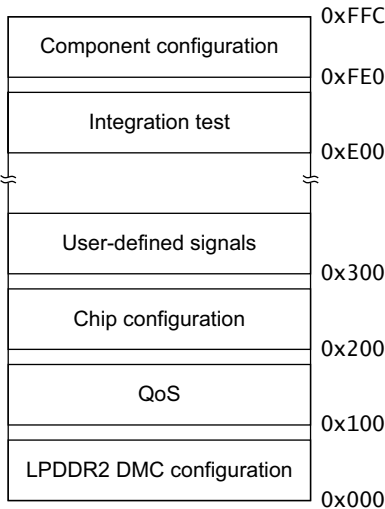 0xFFC
Component configuration
0xFE0
Integration test
0xE00
User-defined signals
0x300
Chip configuration
0x200
QoS
0x100
LPDDR2 DMC configuration
0x000